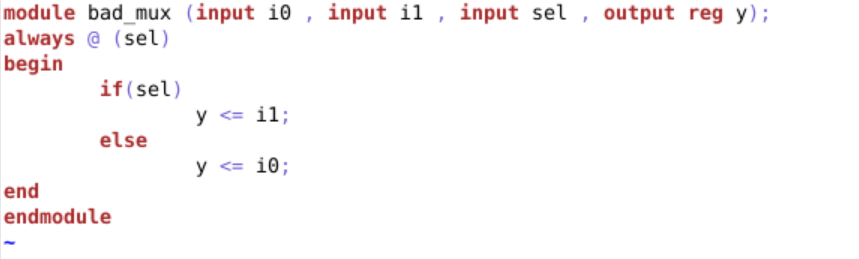 module bad_mux (input i0 , input i1 , input sel , output reg y);
always @ (sel)
begin
if(sel)
y <= i1;
else
y <= i0;
end
endmodule
~